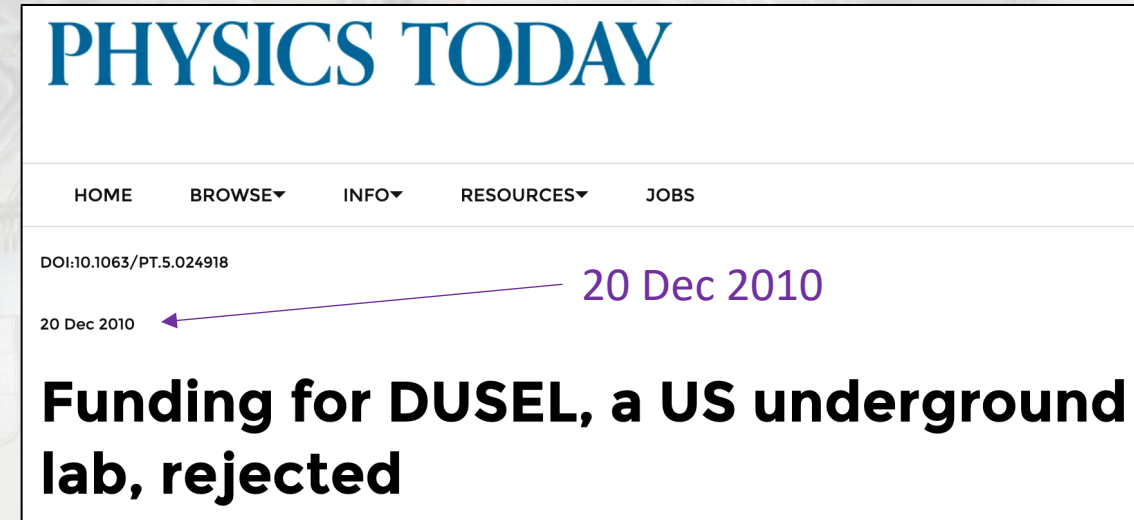 PHYSICS TODAY
HOME BROWSE▾ INFO▾ RESOURCES▾ JOBS
DOI:10.1063/PT.5.024918
20 Dec 2010
20 Dec 2010
Funding for DUSEL, a US underground
lab, rejected